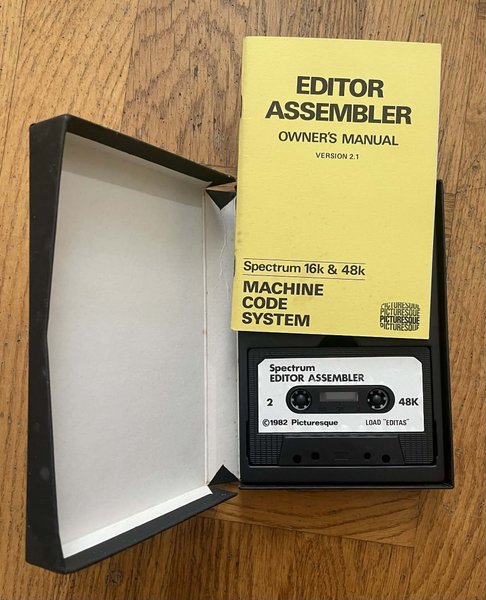 EDITOR
ASSEMBLER
OWNER'S MANUAL
VERSION 2.1
Spectrum 16k & 48k
MACHINE
CODE
SYSTEM
PICTURESQUE
PICTURESQUE
PICTURESQUE
PICTURESQUE
Spectrum
EDITOR ASSEMBLER
2 48K
©1982 Picturesque LOAD "EDITAS"